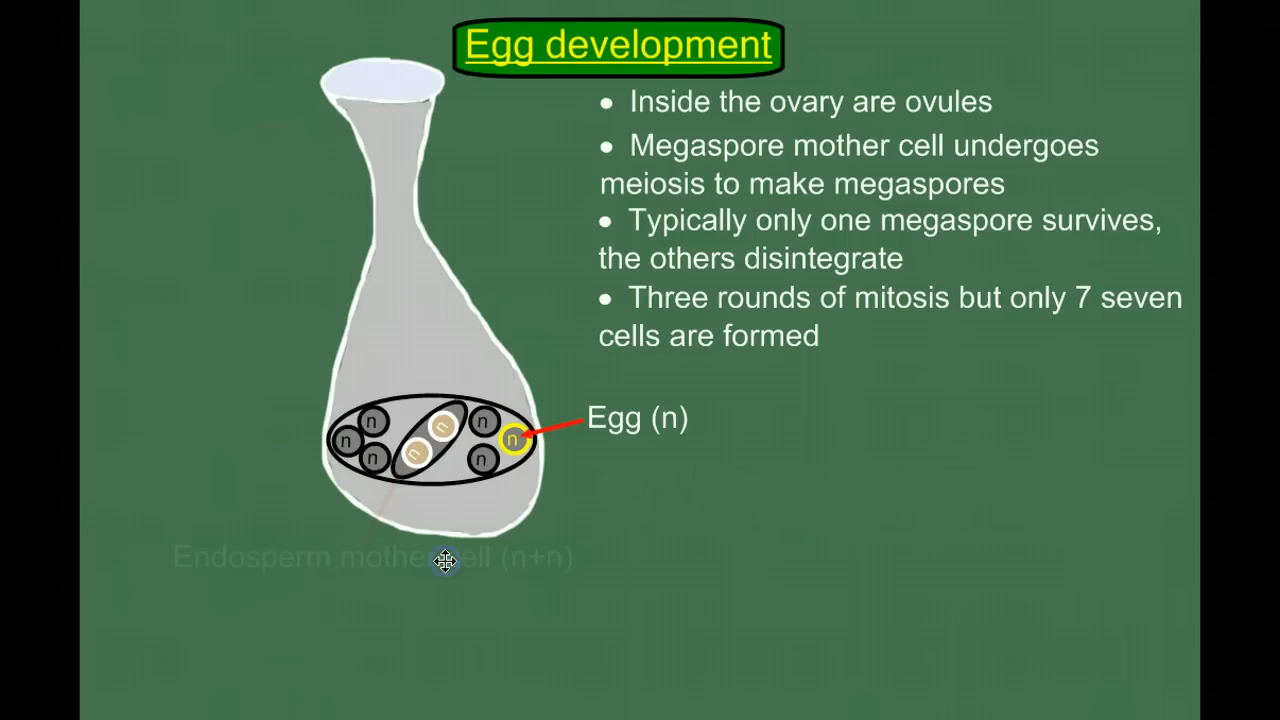 Egg development
• Inside the ovary are ovules
• Megaspore mother cell undergoes
meiosis to make megaspores
• Typically only one megaspore survives,
the others disintegrate
• Three rounds of mitosis but only 7 seven
cells are formed
Egg (n)
n
n
n
n
n
n
n
n
Endosperm mother cell (n+n)